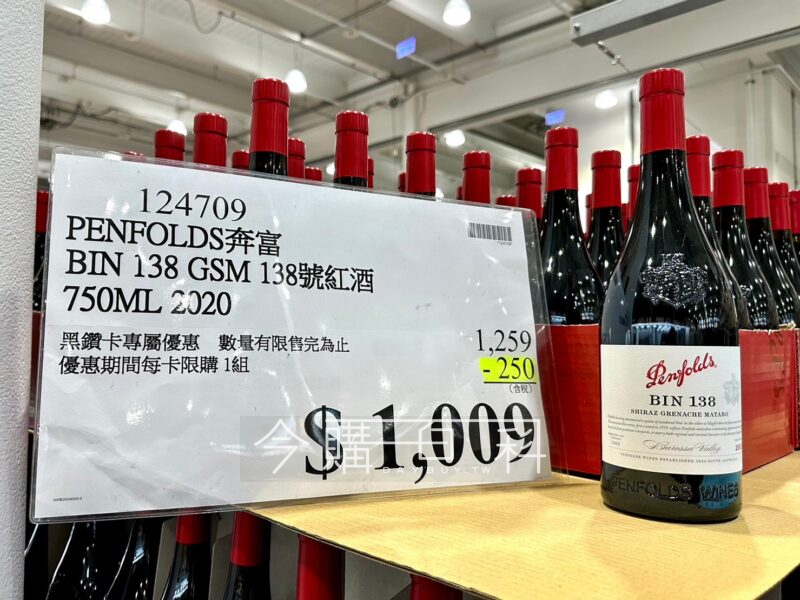 124709
PENFOLDS奔富
BIN 138 GSM 138號紅酒
750ML 2020
黑鑽卡專屬優惠 數量有限售完為止
優惠期間每卡限購 1組
1,259
- 250
(含稅)
$ 1,009
今購百科
DAYBUY.TW
Penfolds
BIN 138
SHIRAZ GRENACHE MATARO
Barossa Valley
PENFOLDS WINES